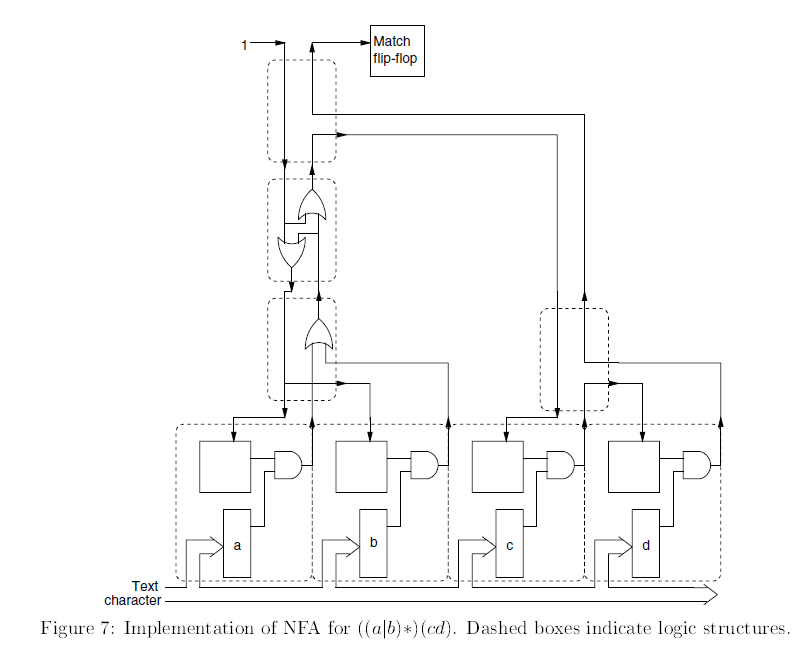 1
Match
flip-flop
a
b
c
d
Text
character
Figure 7: Implementation of NFA for ((a|b)*)(cd). Dashed boxes indicate logic structures.